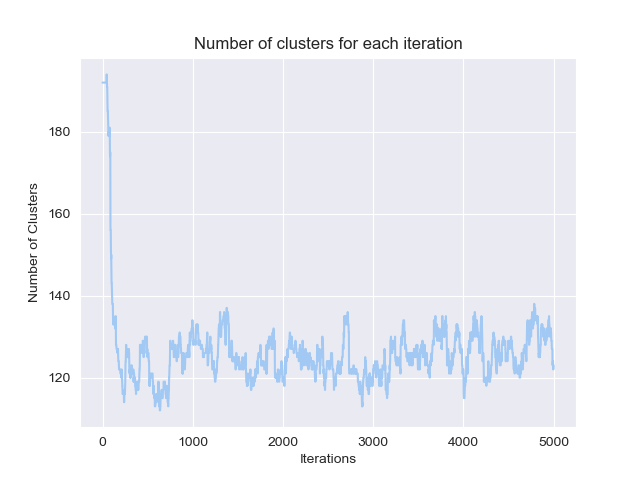 Number of clusters for each iteration
Number of Clusters
180
160
140
120
0 1000 2000 3000 4000 5000
Iterations